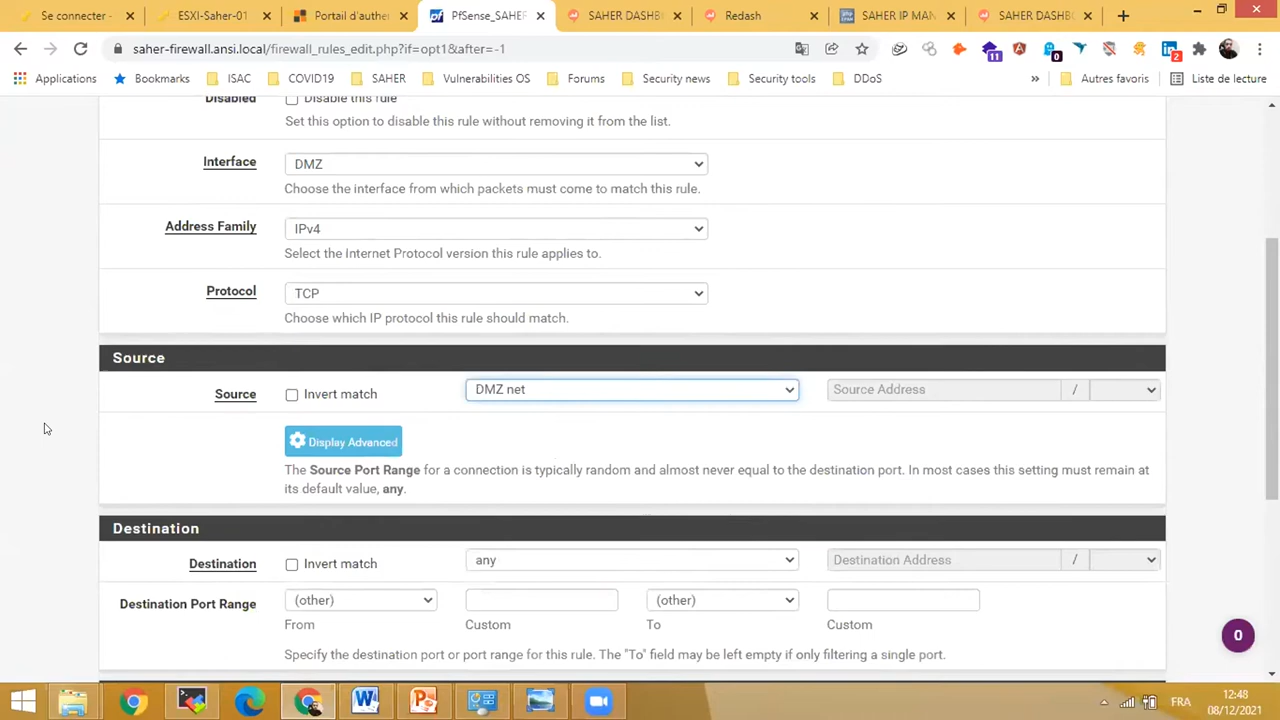 Se connecter -
ESXI-Saher-01
Portail d'auther
PfSense_SAHER
SAHER DASHB
Redash
SAHER IP MAN
SAHER DASHBO
saher-firewall.ansi.local/firewall_rules_edit.php?if=opt1&after=-1
11
0
2
Applications
Bookmarks
ISAC
COVID19
SAHER
Vulnerabilities OS
Forums
Security news
Security tools
DDoS
»
Autres favoris
Liste de lecture
Disabled
Disable this rule
Set this option to disable this rule without removing it from the list.
Interface
DMZ
Choose the interface from which packets must come to match this rule.
Address Family
IPv4
Select the Internet Protocol version this rule applies to.
Protocol
TCP
Choose which IP protocol this rule should match.
Source
Source
Invert match
DMZ net
Source Address
/
Display Advanced
The Source Port Range for a connection is typically random and almost never equal to the destination port. In most cases this setting must remain at
its default value, any.
Destination
Destination
Invert match
any
Destination Address
/
Destination Port Range
(other)
(other)
From
Custom
To
Custom
Specify the destination port or port range for this rule. The "To" field may be left empty if only filtering a single port.
0
FRA
12:48
08/12/2021